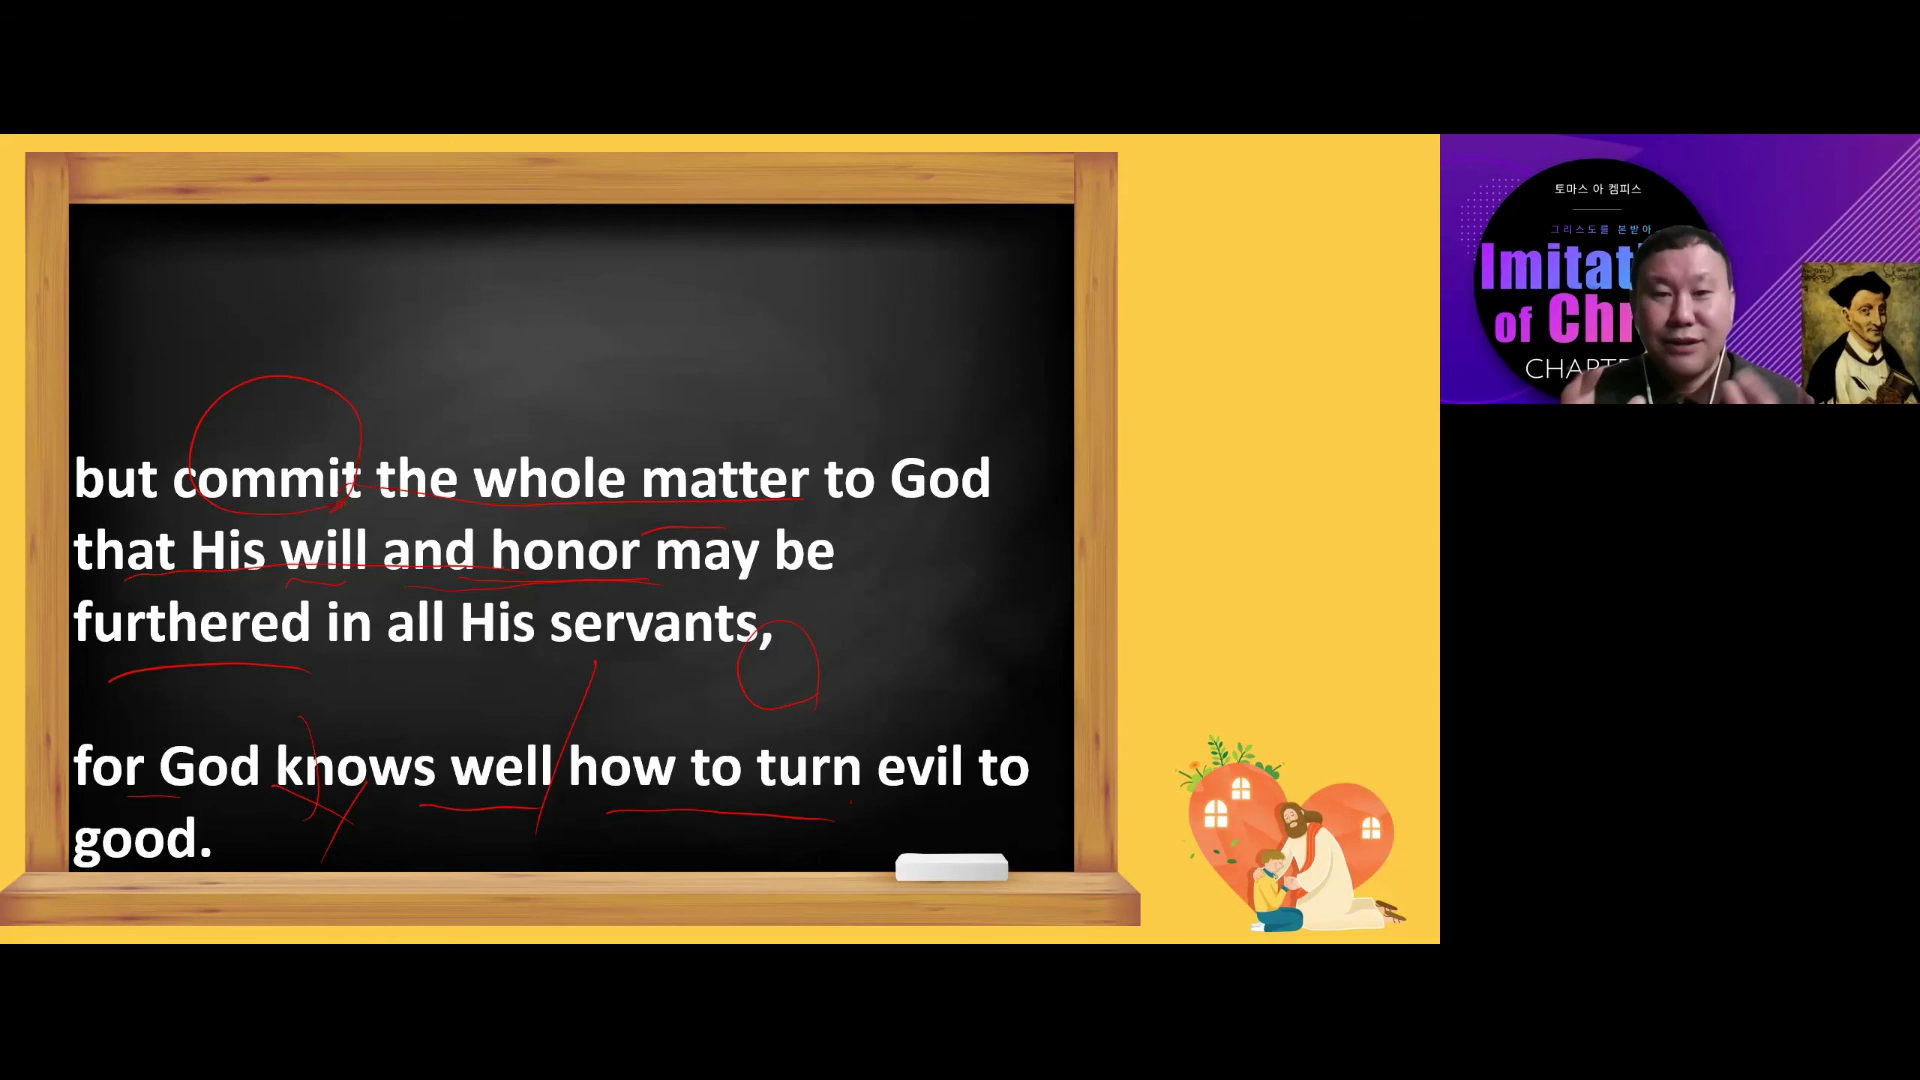 but commit the whole matter to God
that His will and honor may be
furthered in all His servants,
for God knows well how to turn evil to
good.
토마스 아 켐피스
그리스도를 본받아
Imitat
of Chr
CHAPTE